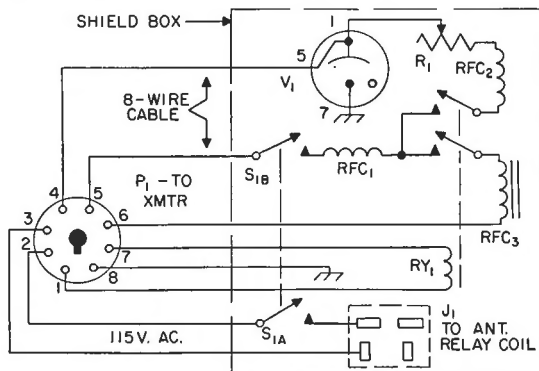 SHIELD BOX
1
5
V1
7
R1
RFC2
8-WIRE
CABLE
4
5
P1 - TO
XMTR
S1B
RFC1
3
6
2
7
RFC3
1
8
RY1
115V. AC.
S1A
J1
TO ANT.
RELAY COIL